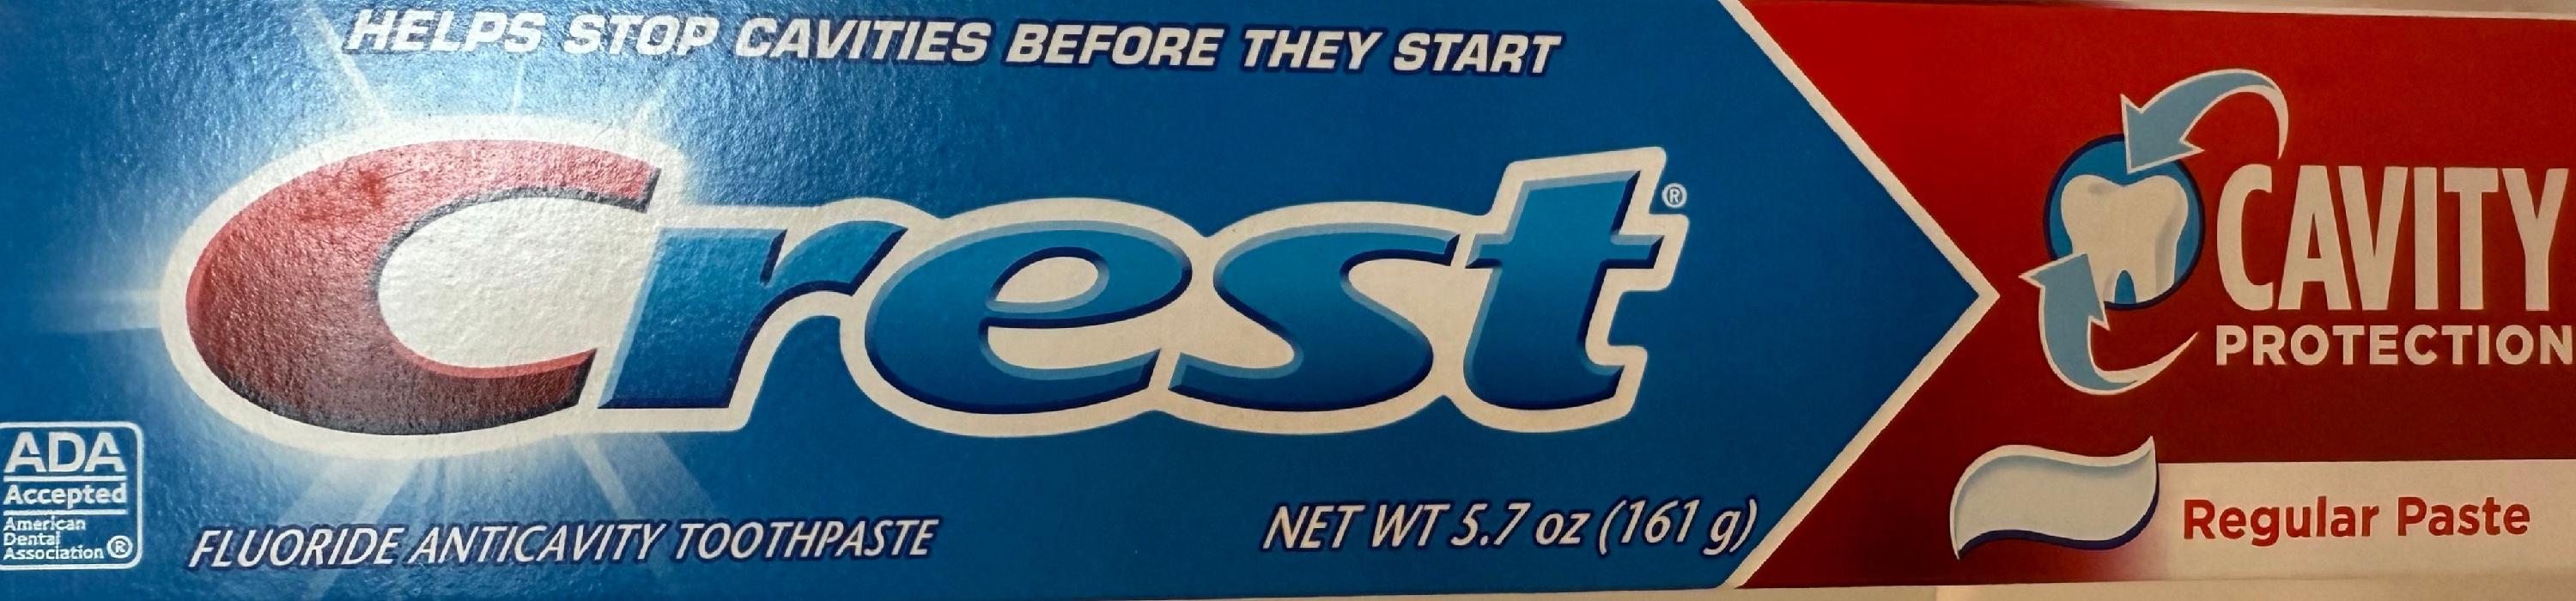 HELPS STOP CAVITIES BEFORE THEY START
Crest®
ADA
Accepted
American
Dental
Association ®
FLUORIDE ANTICAVITY TOOTHPASTE
NET WT 5.7 oz (161 g)
CAVITY
PROTECTION
Regular Paste